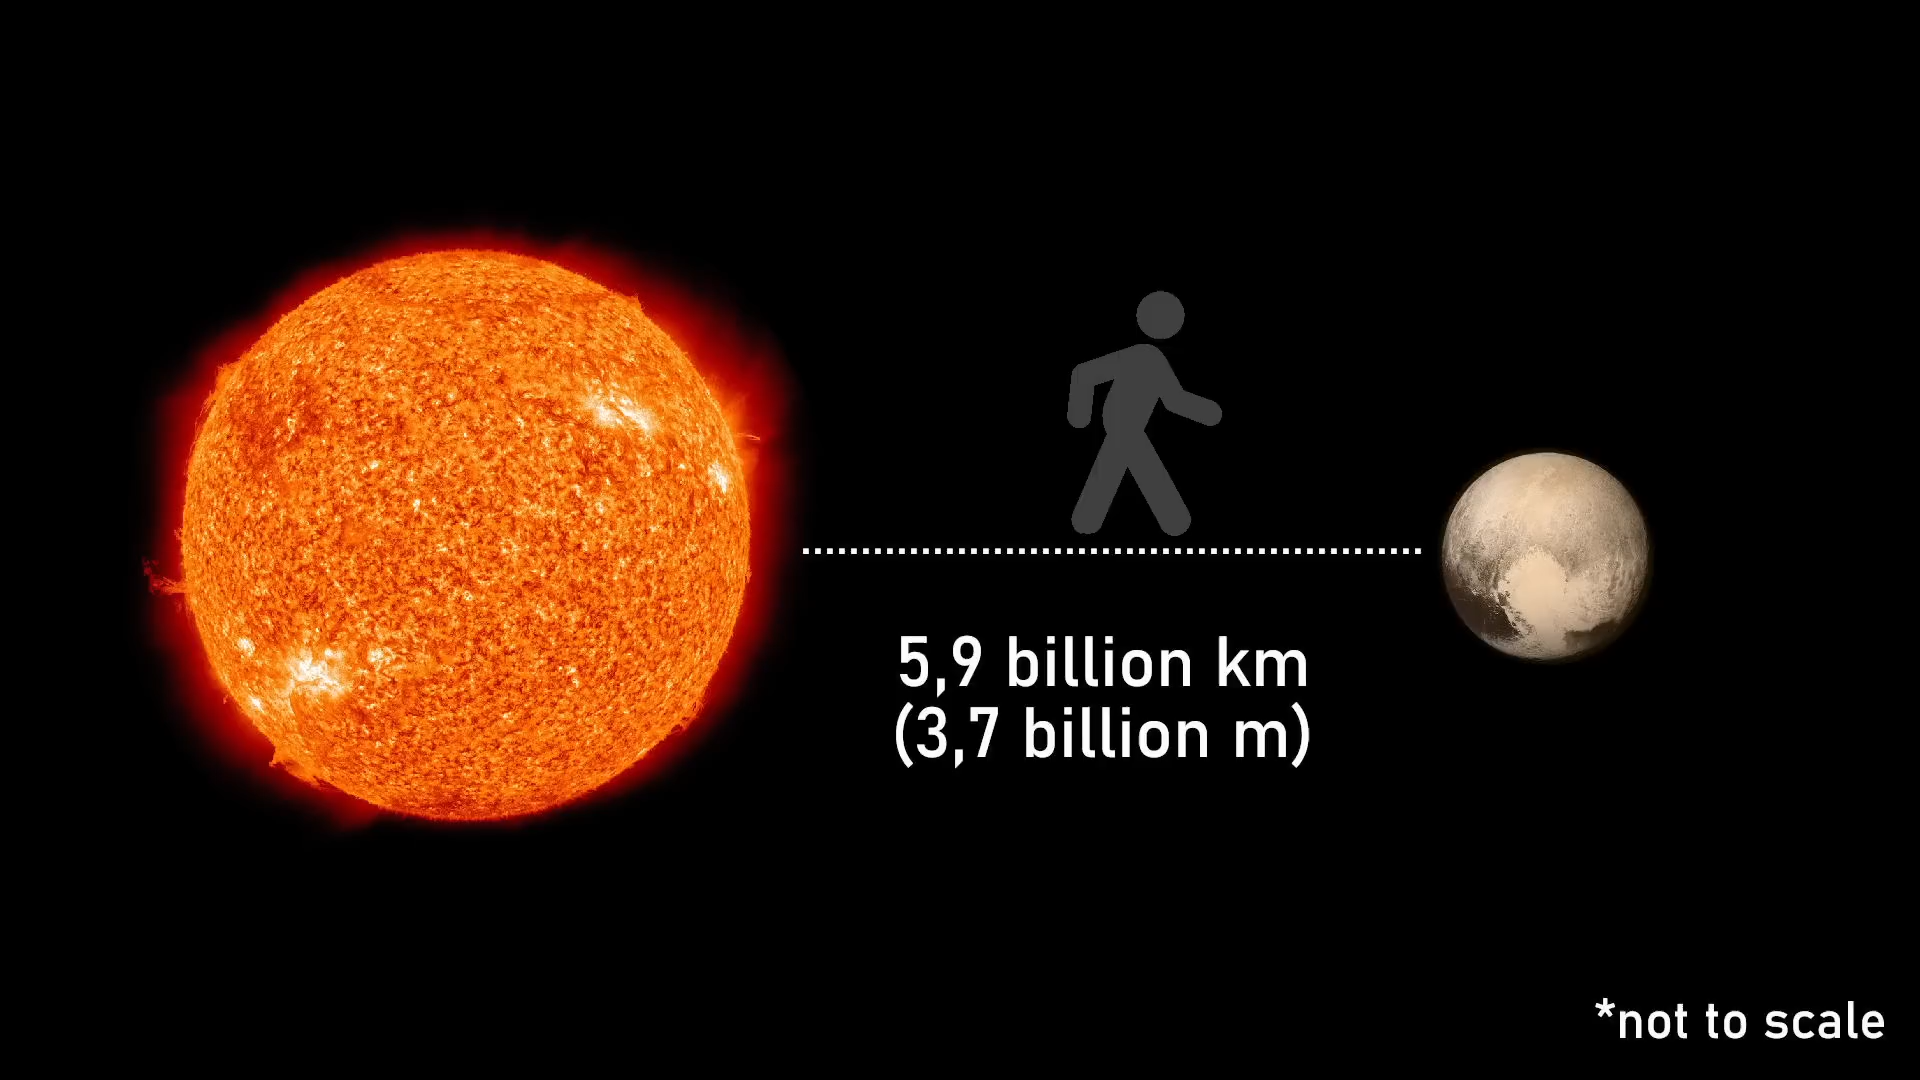 5,9 billion km
(3,7 billion m)
*not to scale